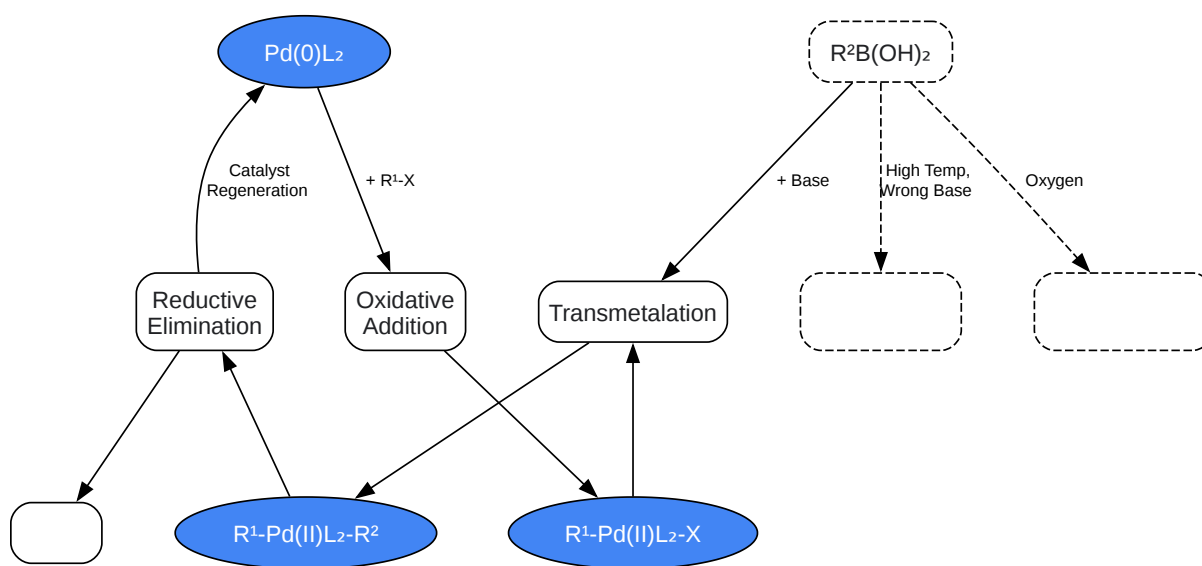 Pd(0)L₂
R²B(OH)₂
Catalyst
Regeneration
+ R¹-X
+ Base
High Temp,
Wrong Base
Oxygen
Reductive
Elimination
Oxidative
Addition
Transmetalation
R¹-Pd(II)L₂-R²
R¹-Pd(II)L₂-X